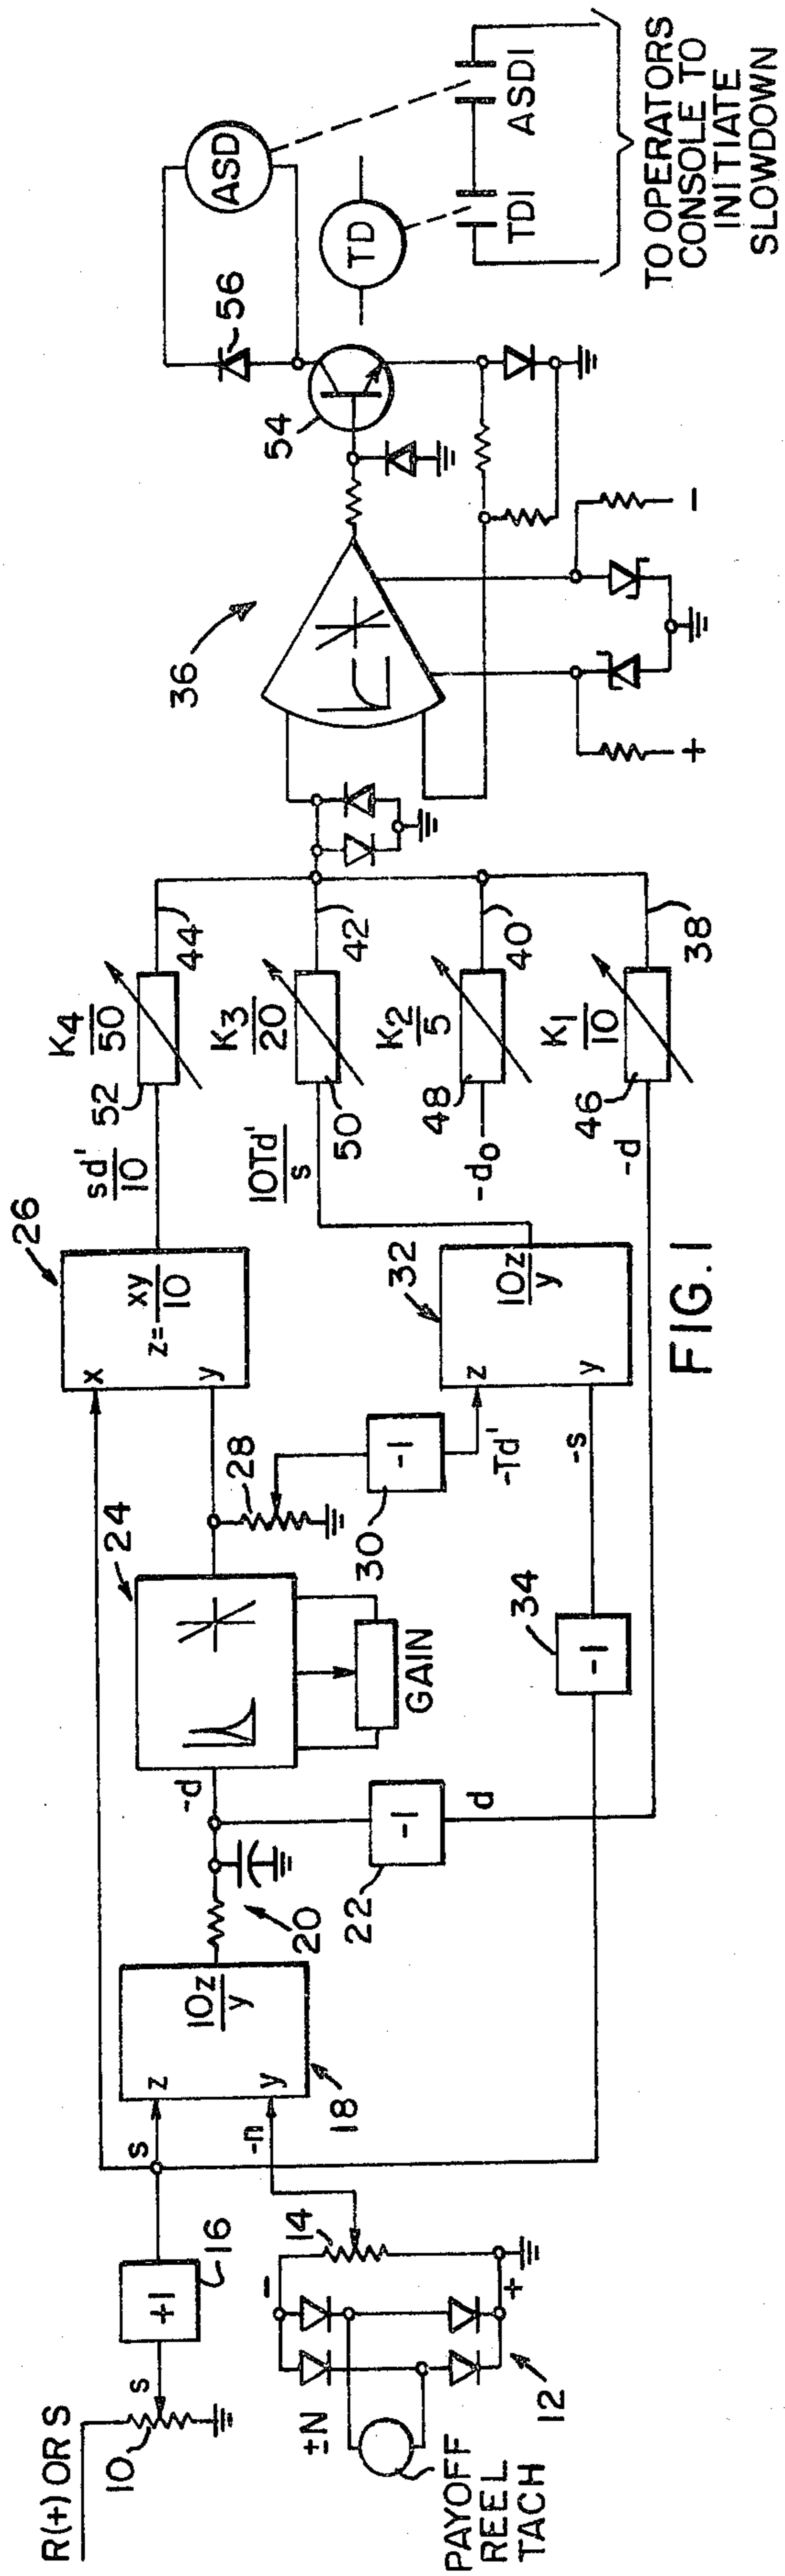 R(+) OR S
10
s
+1
16
s
z
y
10z
y
18
-n
14
-
+
12
±N
PAYOFF
REEL
TACH
20
-d
22
-1
d
24
GAIN
28
30
-1
-Td'
34
-1
-s
26
x
y
z=xy
10
32
z
y
10z
y
sd'
10
10Td'
s
-d₀
-d
K4
50
52
44
K3
20
50
42
K2
5
48
40
K1
10
46
38
36
+
-
54
56
ASD
TD
TD1
ASD1
TO OPERATORS
CONSOLE TO
INITIATE
SLOWDOWN
FIG. 1